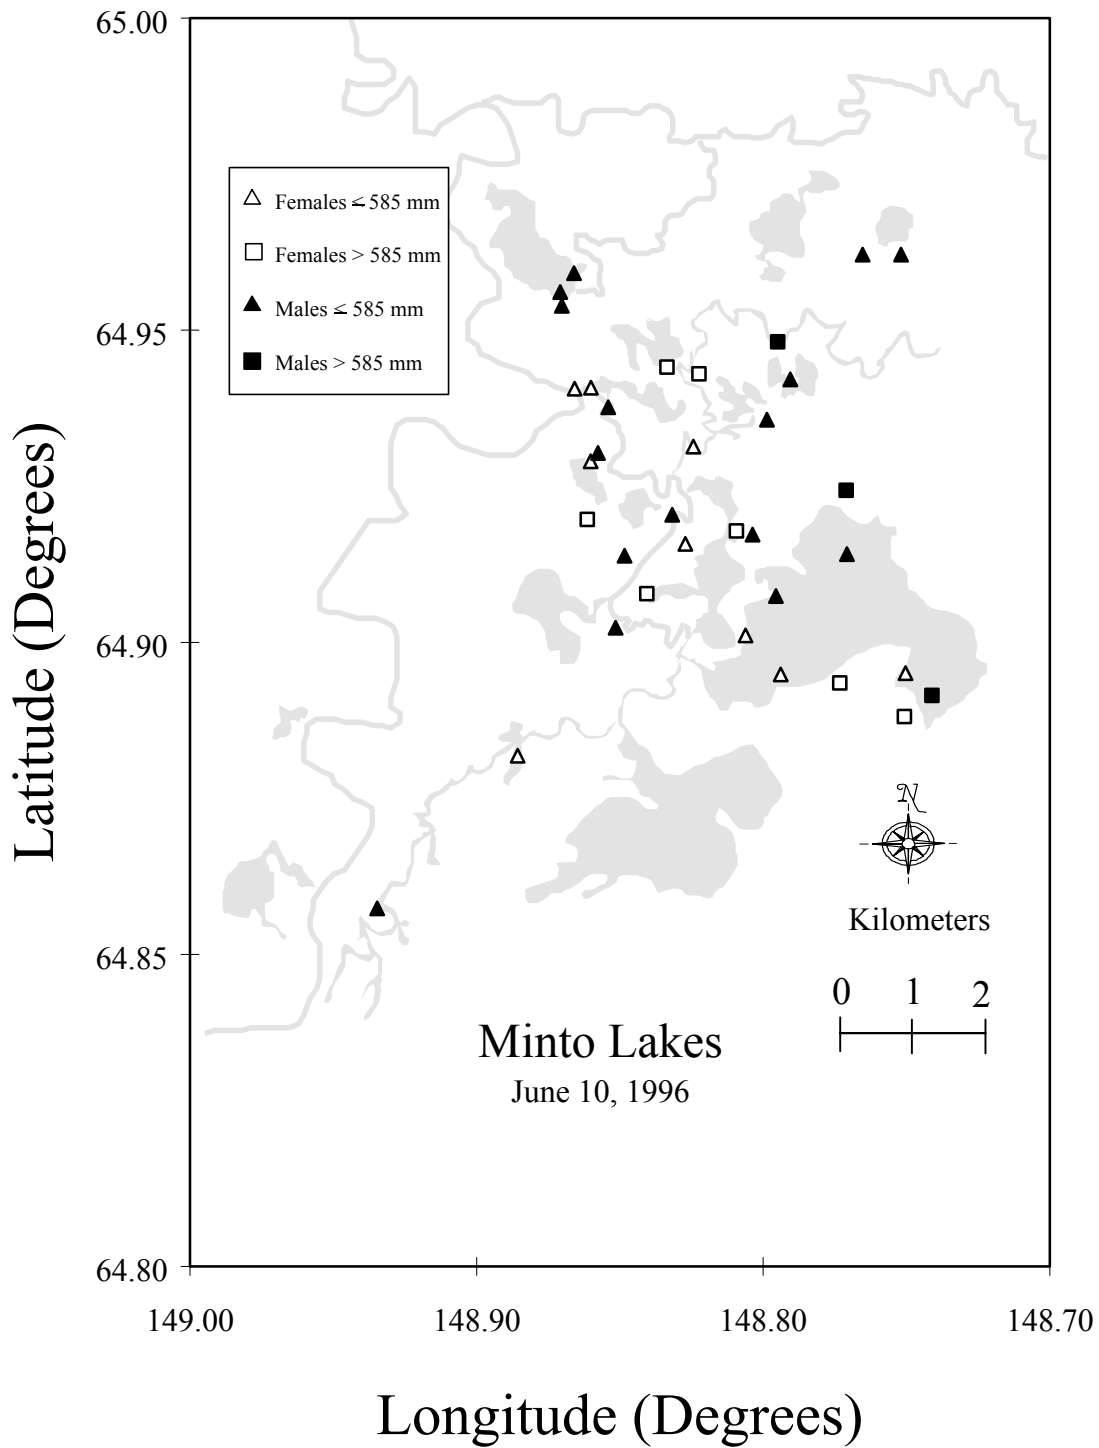 65.00
Females ≤ 585 mm
Females > 585 mm
Males ≤ 585 mm
Males > 585 mm
64.95
Latitude (Degrees)
64.90
N
Kilometers
64.85
0 1 2
Minto Lakes
June 10, 1996
64.80
149.00 148.90 148.80 148.70
Longitude (Degrees)